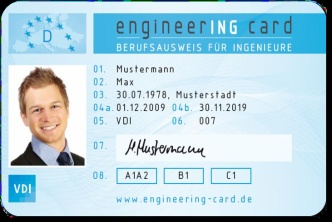 D
engineerING card
BERUFSAUSWEIS FÜR INGENIEURE
01. Mustermann
02. Max
03. 30.07.1978, Musterstadt
04a. 01.12.2009 04b. 30.11.2019
05. VDI 06. 007
07. M.Mustermann
08. A1A2 B1 C1
VDI
www.engineering-card.de